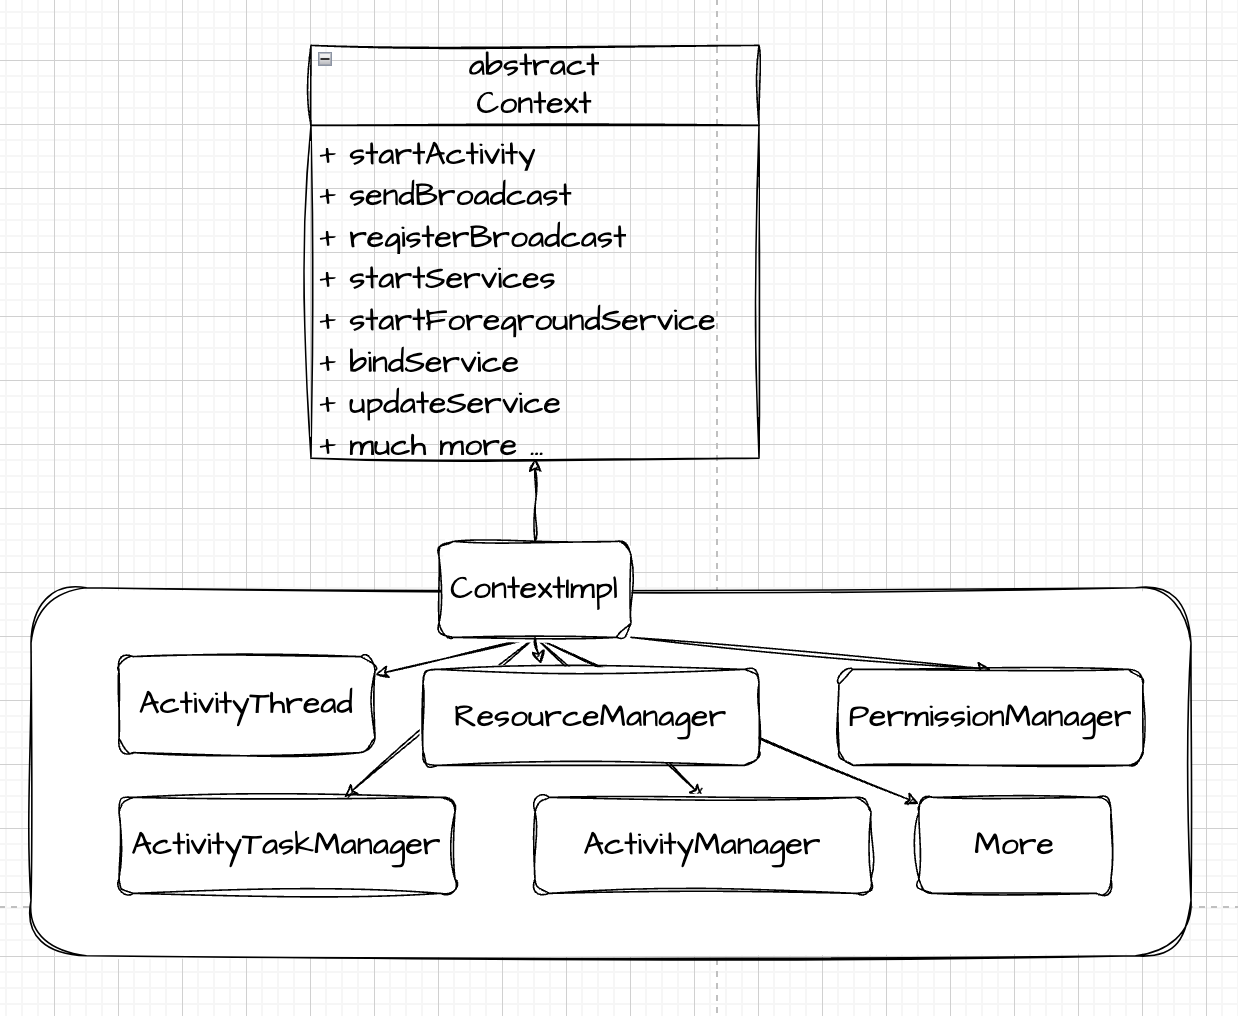 abstract
Context
+ startActivity
+ sendBroadcast
+ registerBroadcast
+ startServices
+ startForegroundService
+ bindService
+ updateService
+ much more ...
ContextImpl
ActivityThread
ResourceManager
PermissionManager
ActivityTaskManager
ActivityManager
More